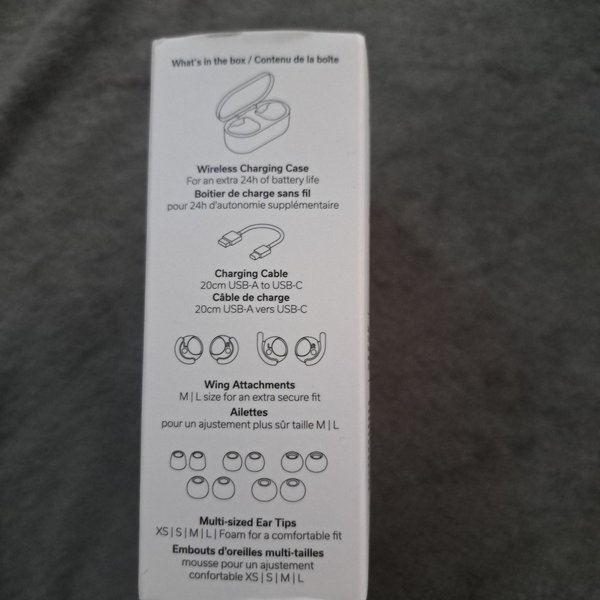 What's in the box / Contenu de la boîte
Wireless Charging Case
For an extra 24h of battery life
Boitier de charge sans fil
pour 24h d'autonomie supplémentaire
Charging Cable
20cm USB-A to USB-C
Câble de charge
20cm USB-A vers USB-C
Wing Attachments
M | L size for an extra secure fit
Ailettes
pour un ajustement plus sûr taille M | L
Multi-sized Ear Tips
XS | S | M | L | Foam for a comfortable fit
Embouts d'oreilles multi-tailles
mousse pour un ajustement
confortable XS | S | M | L